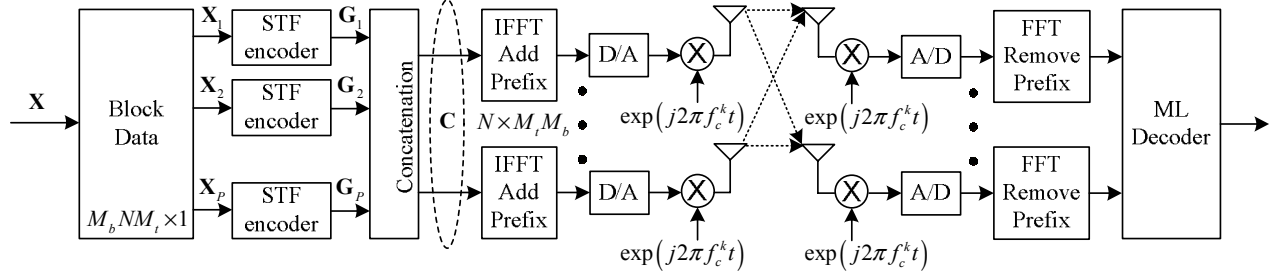 X
Block
Data
M_b N M_t × 1
X_1
STF
encoder
G_1
X_2
STF
encoder
G_2
X_P
STF
encoder
G_P
Concatenation
C
IFFT
Add
Prefix
N × M_t M_b
IFFT
Add
Prefix
D/A
X
exp(j2πf_c^k t)
D/A
X
exp(j2πf_c^k t)
X
exp(j2πf_c^k t)
A/D
X
exp(j2πf_c^k t)
A/D
FFT
Remove
Prefix
FFT
Remove
Prefix
ML
Decoder